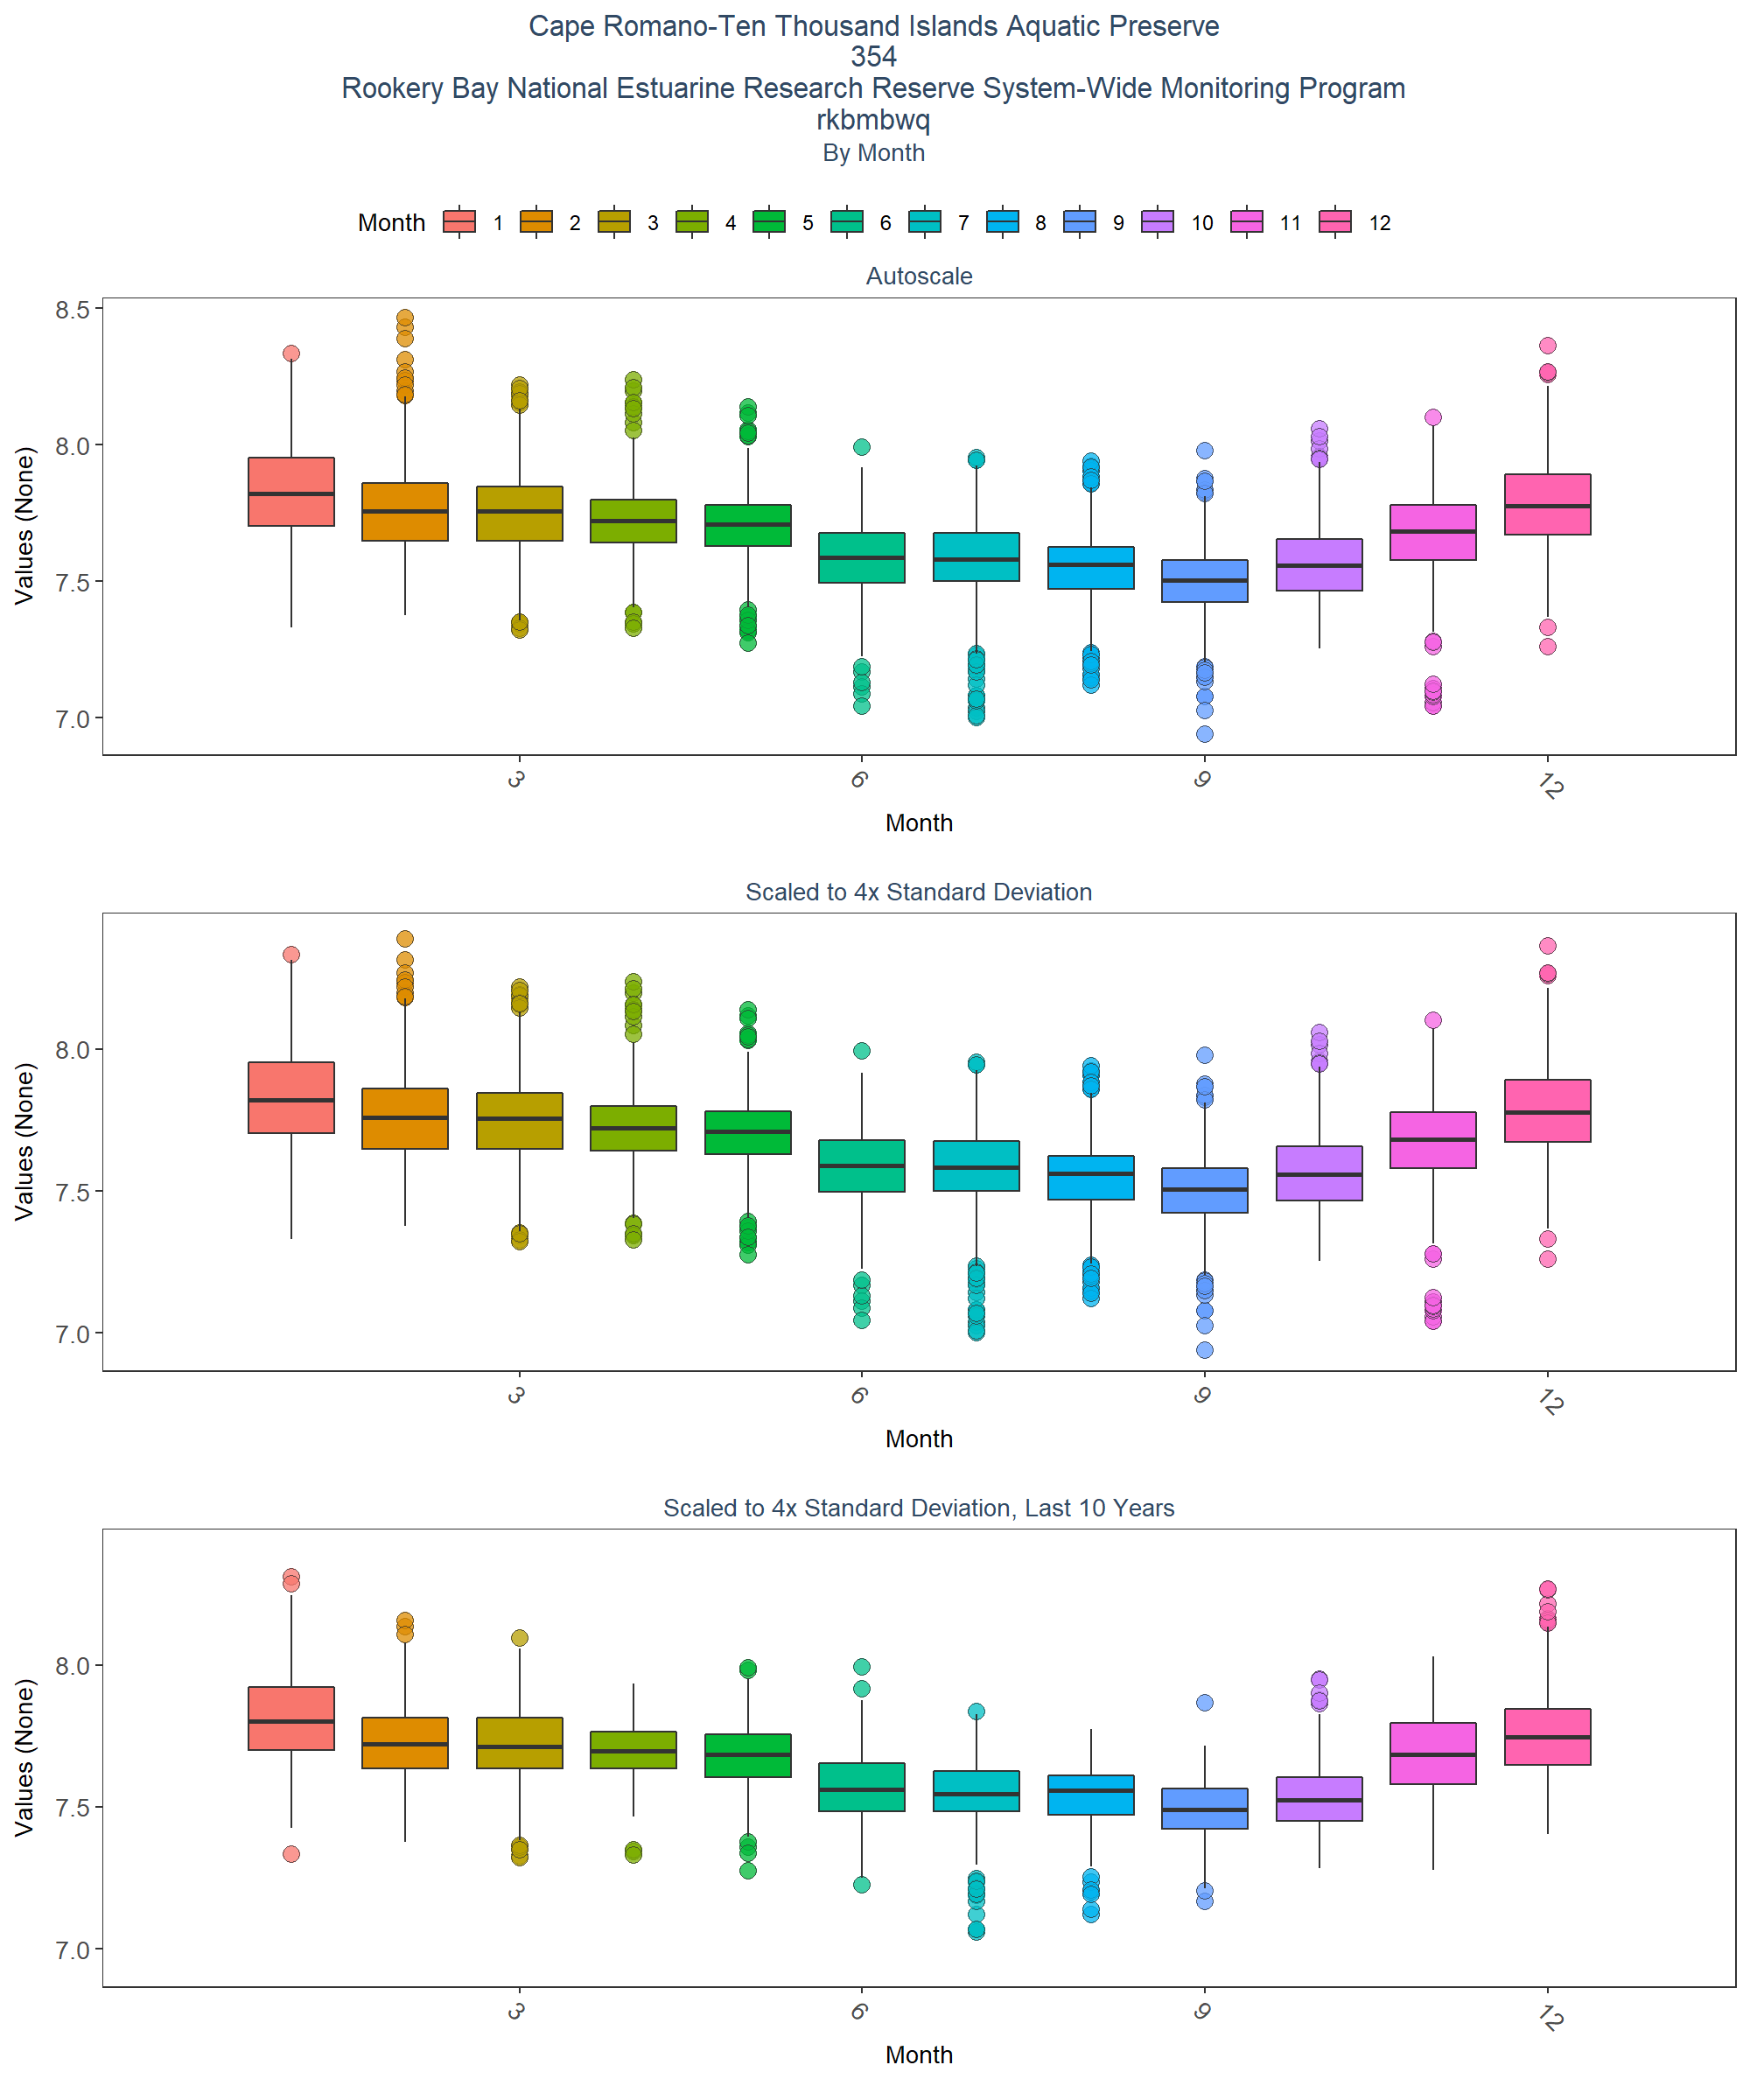 Cape Romano-Ten Thousand Islands Aquatic Preserve
354
Rookery Bay National Estuarine Research Reserve System-Wide Monitoring Program
rkbmbwq
By Month
Month 1 2 3 4 5 6 7 8 9 10 11 12
Autoscale
Values (None)
8.5
8.0
7.5
7.0
3 6 9 12
Month
Scaled to 4x Standard Deviation
Values (None)
8.0
7.5
7.0
3 6 9 12
Month
Scaled to 4x Standard Deviation, Last 10 Years
Values (None)
8.0
7.5
7.0
3 6 9 12
Month